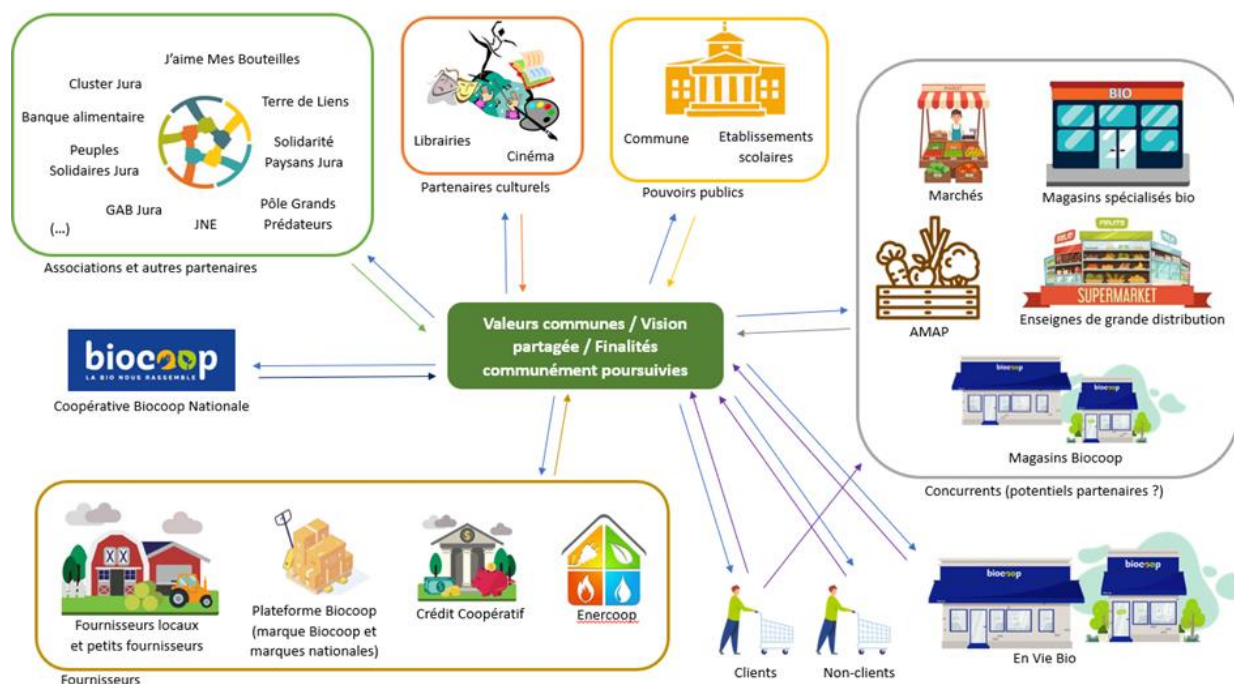 J'aime Mes Bouteilles
Cluster Jura
Terre de Liens
Banque alimentaire
Peuples
Solidaires Jura
Solidarité
Paysans Jura
GAB Jura
JNE
Pôle Grands
Prédateurs
(...)
Associations et autres partenaires
Librairies
Cinéma
Partenaires culturels
Commune
Etablissements
scolaires
Pouvoirs publics
MARKET
Marchés
BIO
Magasins spécialisés bio
AMAP
FRUITS
SUPERMARKET
Enseignes de grande distribution
biocoop
biocoop
Magasins Biocoop
Concurrents (potentiels partenaires ?)
biocoop
LA BIO NOUS RASSEMBLE
Coopérative Biocoop Nationale
Valeurs communes / Vision
partagée / Finalités
communément poursuivies
Fournisseurs locaux
et petits fournisseurs
Plateforme Biocoop
(marque Biocoop et
marques nationales)
Crédit Coopératif
Enercoop
Fournisseurs
Clients
Non-clients
biocoop
biocoop
En Vie Bio